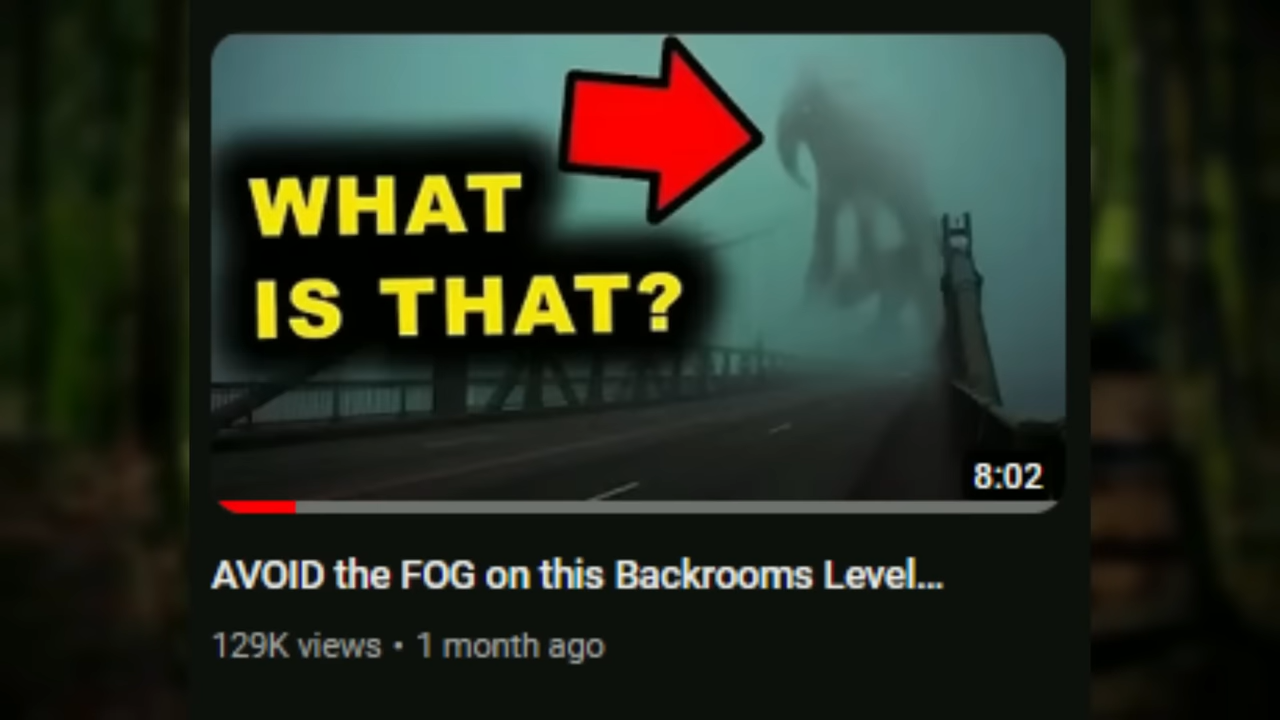 WHAT
IS THAT?
8:02
AVOID the FOG on this Backrooms Level...
129K views • 1 month ago